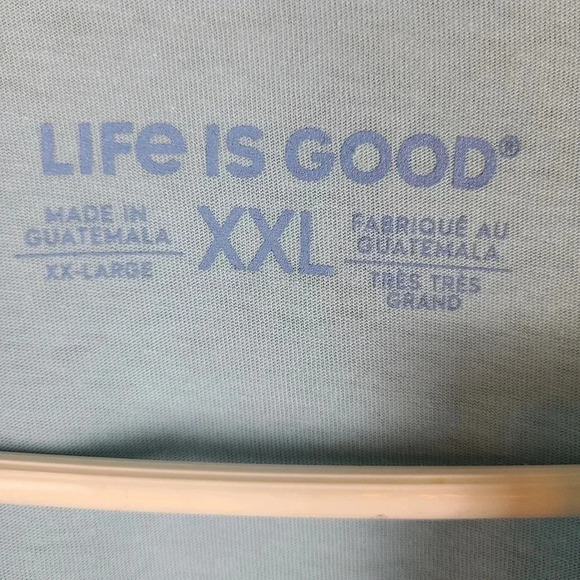 LIFe IS GOOD®
MADE IN
GUATEMALA
XX-LARGE
XXL
FABRIQUÉ AU
GUATEMALA
TRÈS TRÈS
GRAND